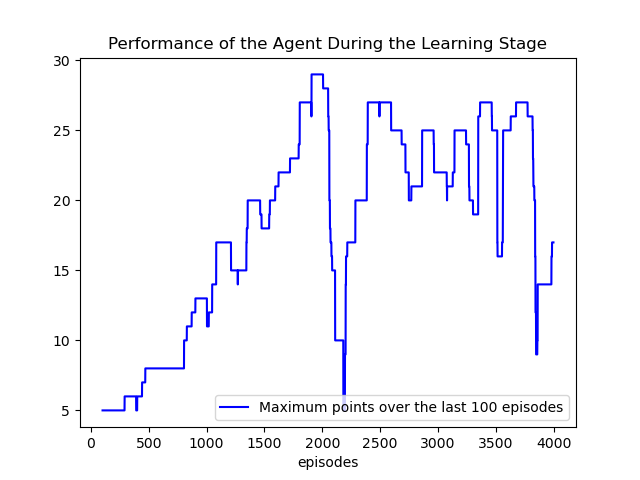 Performance of the Agent During the Learning Stage
30
25
20
15
10
5
Maximum points over the last 100 episodes
0 500 1000 1500 2000 2500 3000 3500 4000
episodes